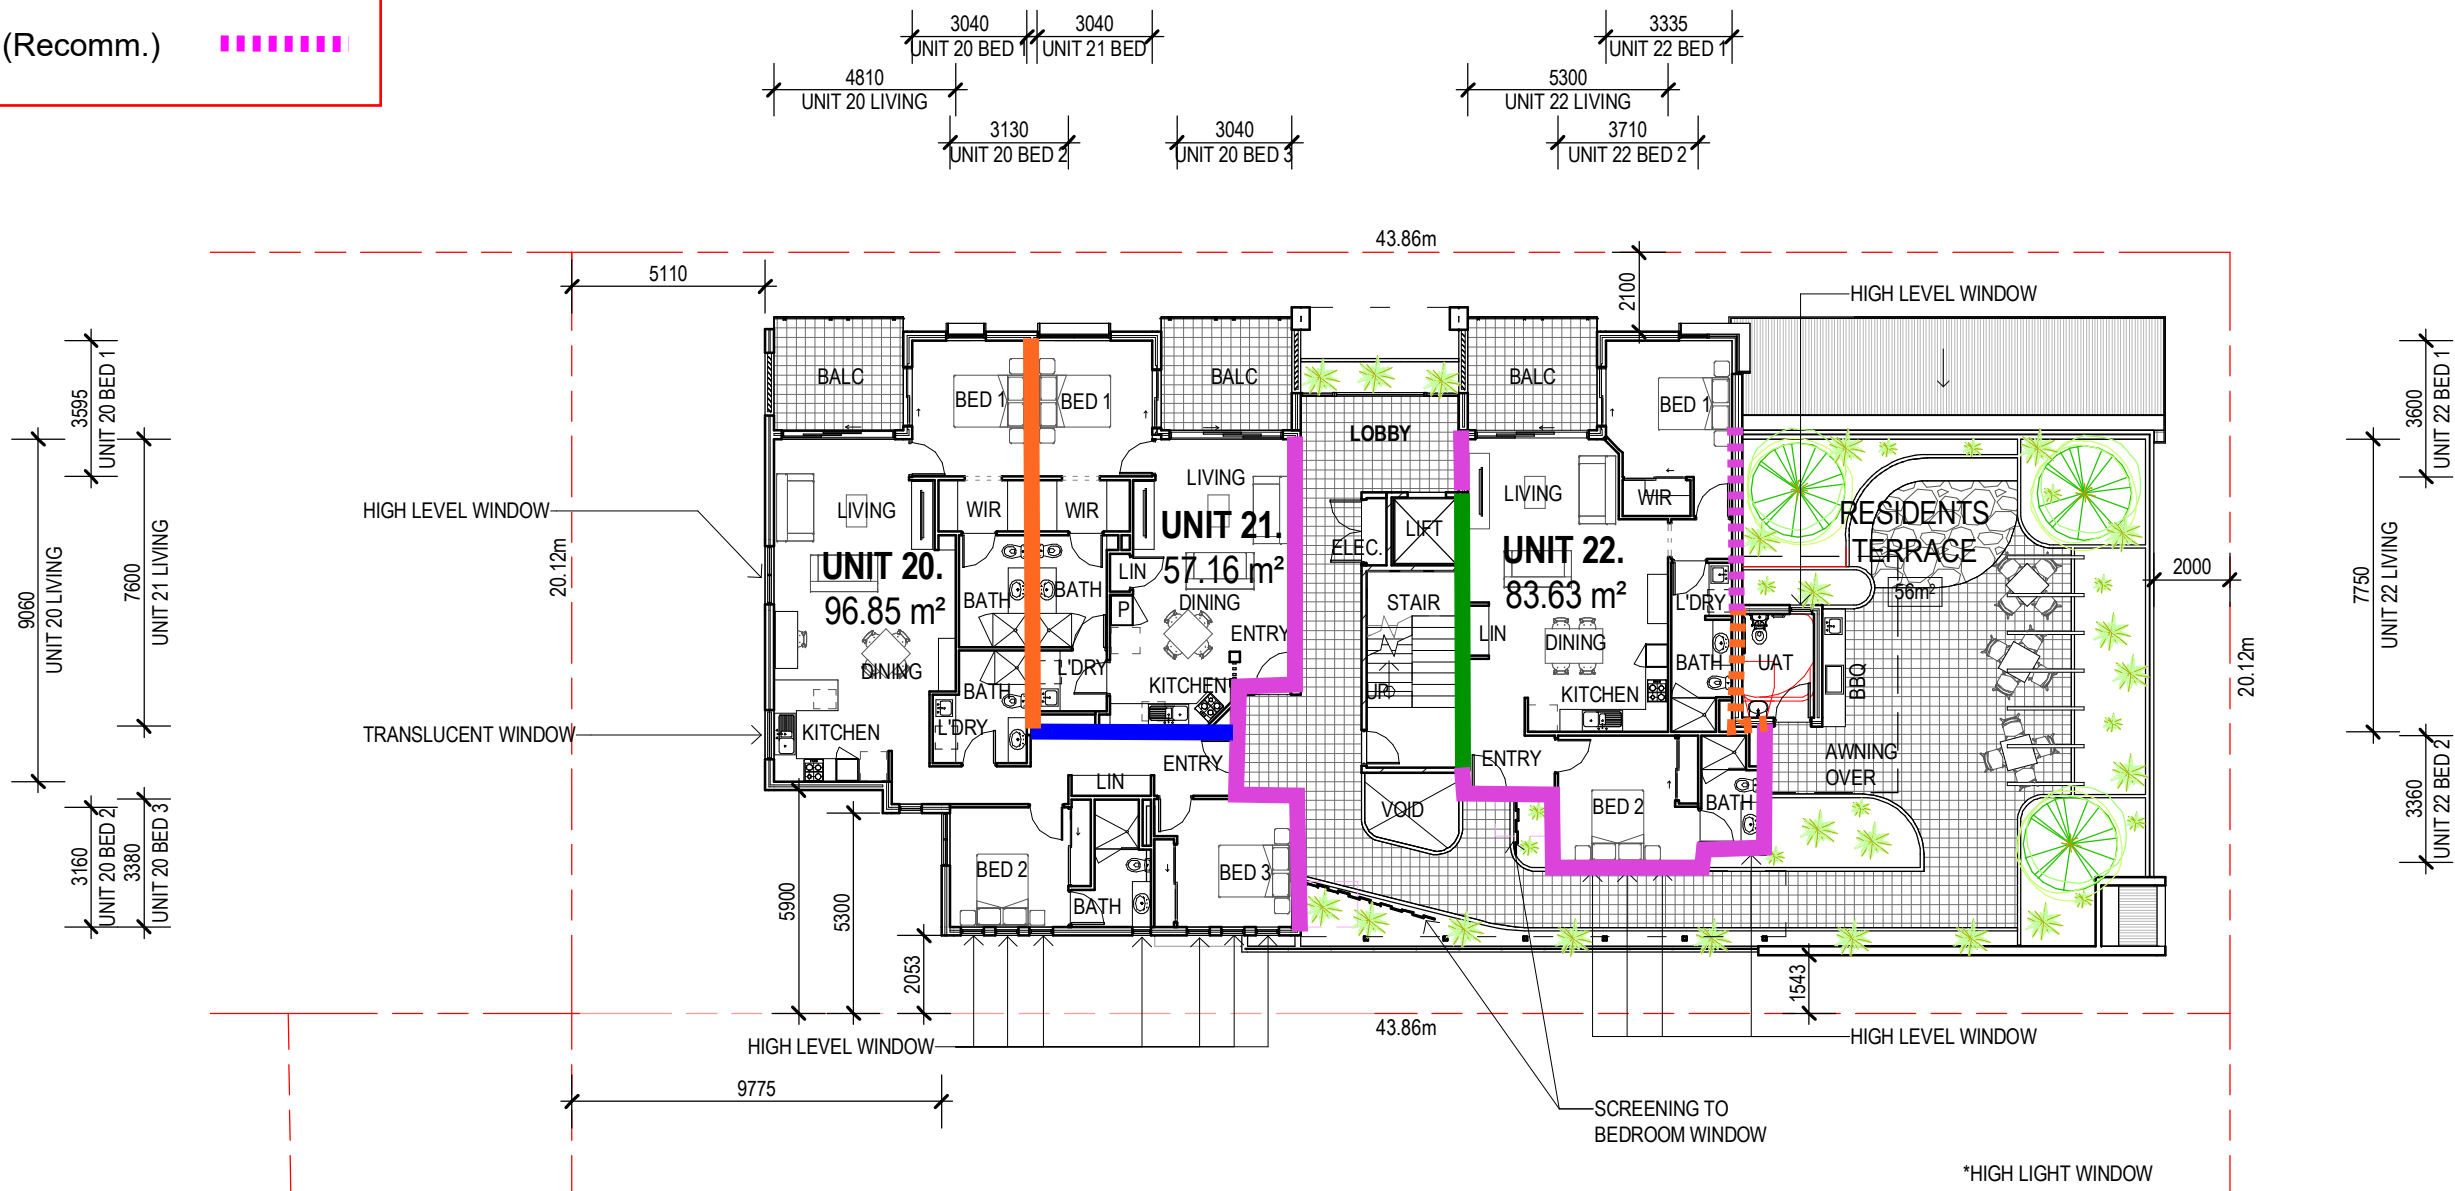 (Recomm.)
3040
UNIT 20 BED 1
3040
UNIT 21 BED
3335
UNIT 22 BED 1
4810
UNIT 20 LIVING
5300
UNIT 22 LIVING
3130
UNIT 20 BED 2
3040
UNIT 20 BED 3
3710
UNIT 22 BED 2
43.86m
5110
2100
HIGH LEVEL WINDOW
3595
UNIT 20 BED 1
9060
UNIT 20 LIVING
7600
UNIT 21 LIVING
3160
UNIT 20 BED 2
3380
UNIT 20 BED 3
HIGH LEVEL WINDOW
20.12m
TRANSLUCENT WINDOW
BALC
BED 1
BED 1
BALC
LOBBY
BALC
BED 1
LIVING
WIR
WIR
LIVING
UNIT 20.
96.85 m²
UNIT 21.
57.16 m²
LIN
P
BATH
BATH
DINING
ENTRY
DINING
BATH
L'DRY
KITCHEN
KITCHEN
L'DRY
ENTRY
LIN
BED 2
BATH
BED 3
ELEC.
LIFT
STAIR
UP
VOID
LIVING
WIR
UNIT 22.
83.63 m²
LIN
DINING
L'DRY
BATH
UAT
KITCHEN
ENTRY
BED 2
BATH
RESIDENTS
TERRACE
56m²
BBQ
AWNING
OVER
2000
20.12m
3600
UNIT 22 BED 1
7750
UNIT 22 LIVING
3360
UNIT 22 BED 2
5900
5300
2053
1543
43.86m
HIGH LEVEL WINDOW
HIGH LEVEL WINDOW
9775
SCREENING TO
BEDROOM WINDOW
*HIGH LIGHT WINDOW